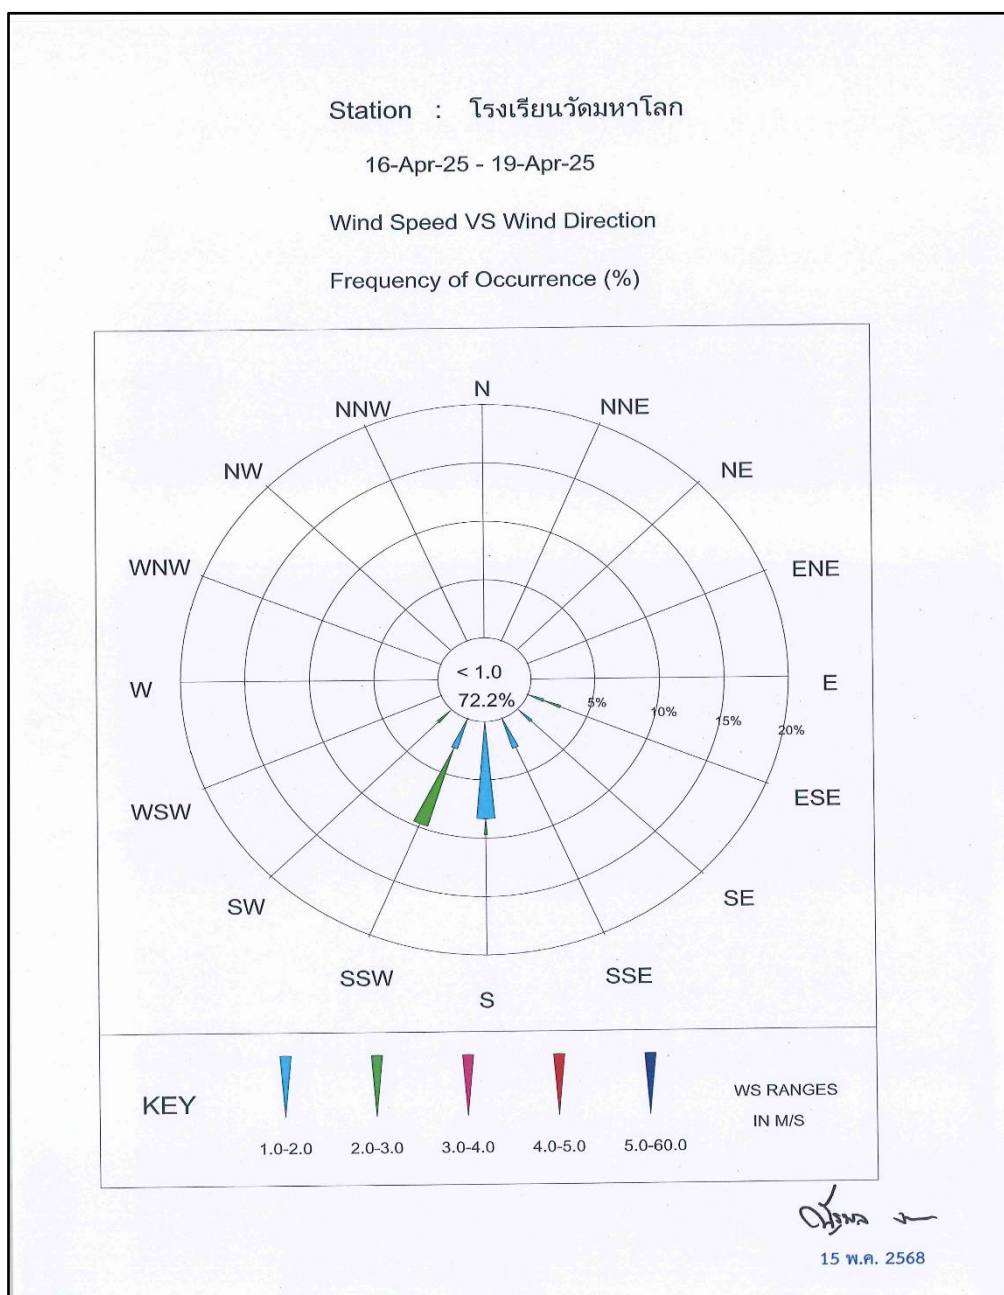 Station : โรงเรียนวัดมหาโลก
16-Apr-25 - 19-Apr-25
Wind Speed VS Wind Direction
Frequency of Occurrence (%)
N
NNW
NNE
NW
NE
WNW
ENE
< 1.0
72.2%
W
E
5%
10%
15%
20%
WSW
ESE
SW
SE
SSW
SSE
S
KEY
WS RANGES
IN M/S
1.0-2.0
2.0-3.0
3.0-4.0
4.0-5.0
5.0-60.0
15 พ.ค. 2568